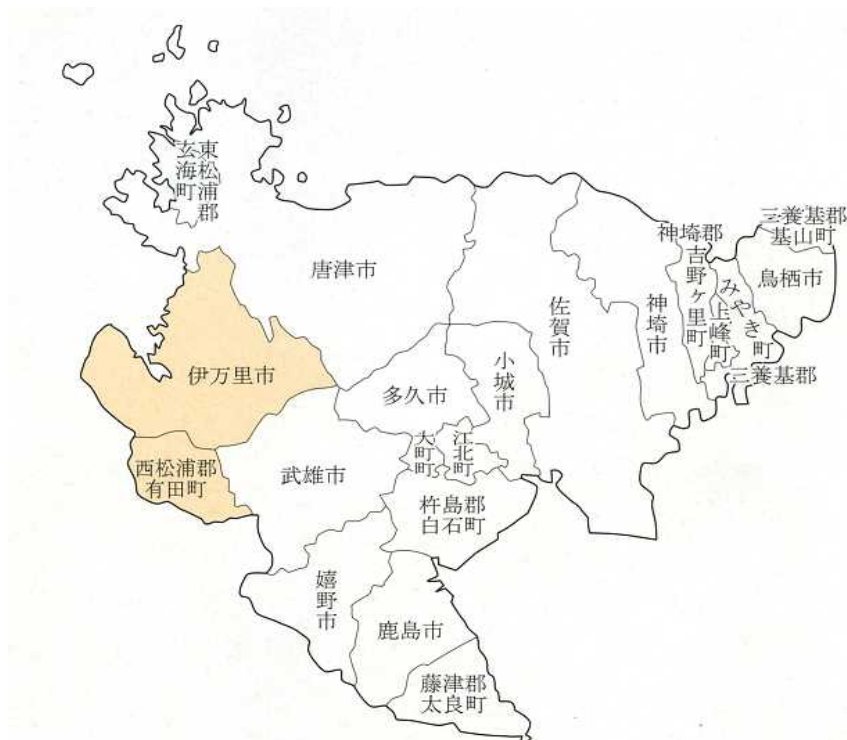 東松浦郡
玄海町
唐津市
伊万里市
西松浦郡
有田町
武雄市
多久市
小城市
大町町
江北町
杵島郡
白石町
嬉野市
鹿島市
藤津郡
太良町
佐賀市
神埼市
神埼郡
吉野ヶ里町
上峰町
みやき町
三養基郡
三養基郡
基山町
鳥栖市